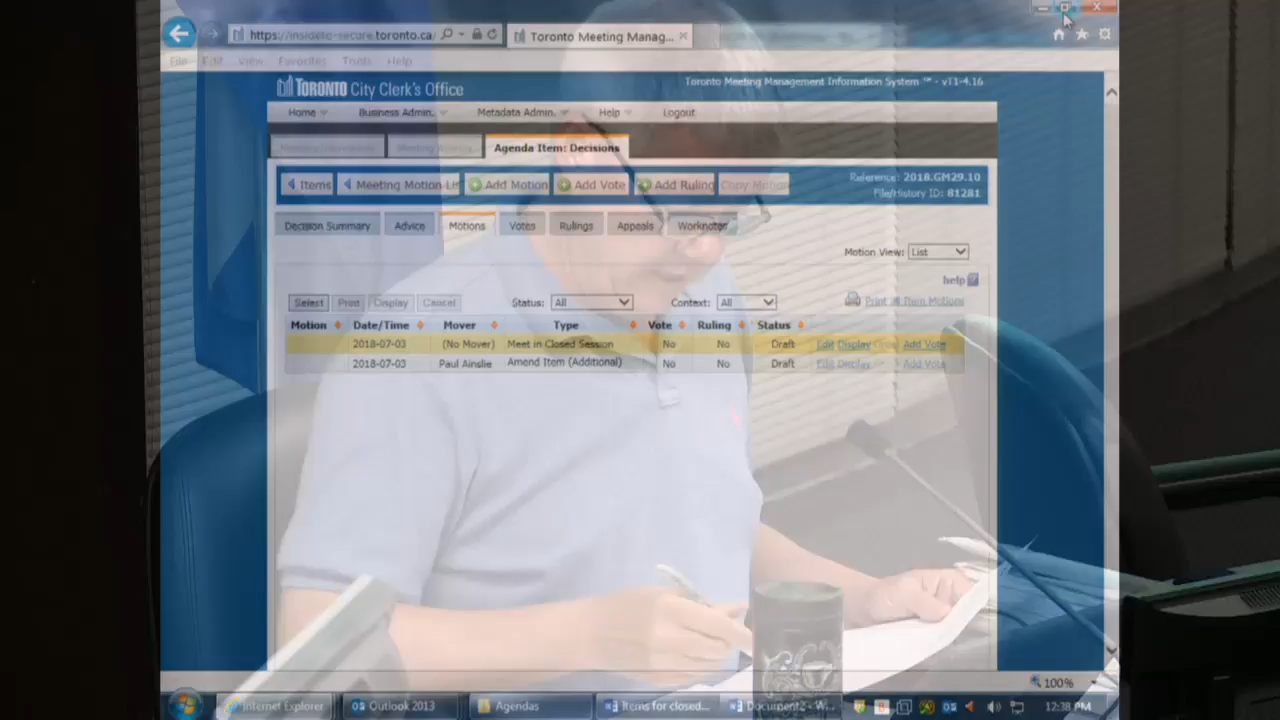 https://insideto-secure.toronto.ca/
Toronto Meeting Manag...
File Edit View Favorites Tools Help
TORONTO City Clerk's Office
Toronto Meeting Management Information System ™ - v11-4.16
Home Business Admin. Metadata Admin. Help Logout
Agenda Item: Decisions
Items Meeting Motion List Add Motion Add Vote Add Ruling Copy Motion
Reference: 2018.GM29.10
File/History ID: 81281
Decision Summary Advice Motions Votes Rulings Appeals Worknotes
Motion View: List
help
Select Print Display Cancel Status: All Context: All Print all Item Motions
Motion Date/Time Mover Type Vote Ruling Status
2018-07-03 (No Mover) Meet in Closed Session No No Draft Edit Display Add Vote
2018-07-03 Paul Ainslie Amend Item (Additional) No No Draft Edit Display Add Vote
100%
Internet Explorer Outlook 2013 Agendas Items for closed... Document2 - W... 12:38 PM